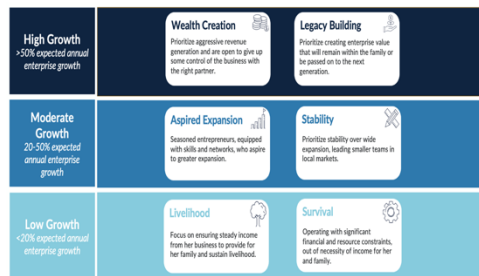 High Growth
>50% expected annual
enterprise growth
Wealth Creation
Prioritize aggressive revenue
generation and are open to give up
some control of the business with
the right partner.
Legacy Building
Prioritize creating enterprise value
that will remain within the family or
be passed on to the next
generation.
Moderate
Growth
20-50% expected
annual enterprise
growth
Aspired Expansion
Seasoned entrepreneurs, equipped
with skills and networks, who aspire
to greater expansion.
Stability
Prioritize stability over wide
expansion, leading smaller teams in
local markets.
Low Growth
<20% expected annual
enterprise growth
Livelihood
Focus on ensuring steady income
from her business to provide for
her family and sustain livelihood.
Survival
Operating with significant
financial and resource constraints,
out of necessity of income for her
and family.